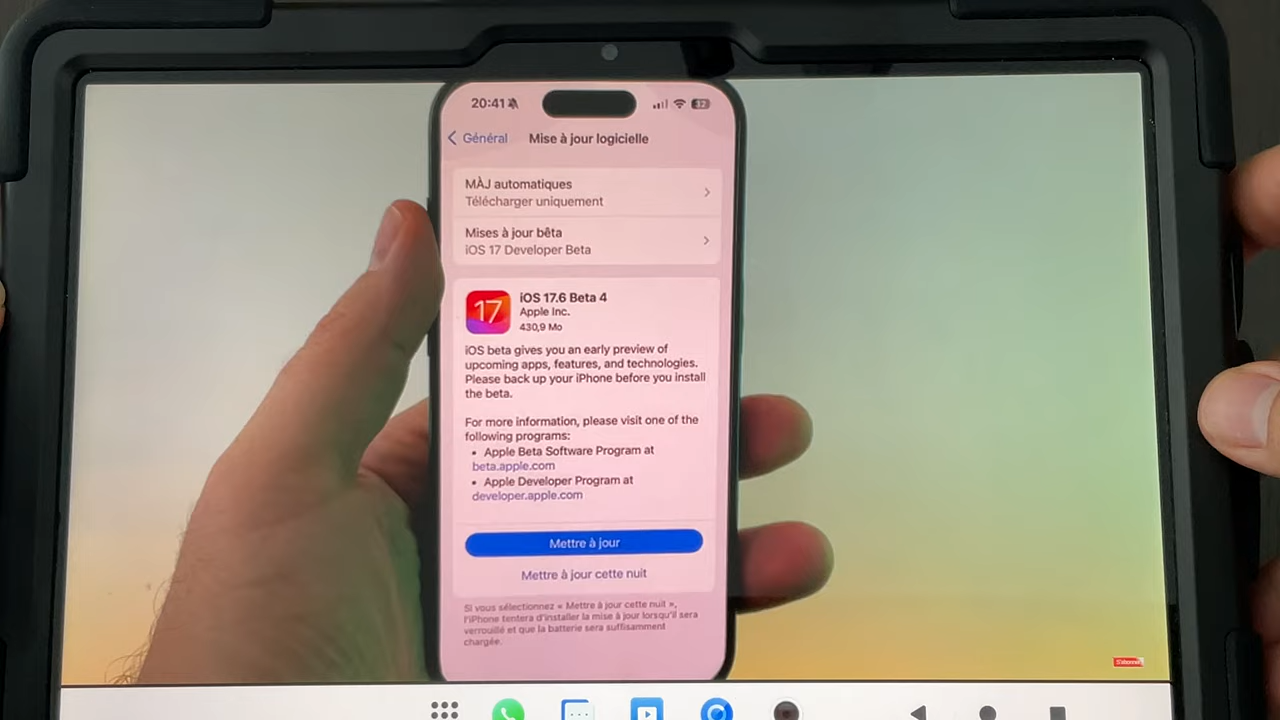 20:41
32
Général
Mise à jour logicielle
MÀJ automatiques
Télécharger uniquement
Mises à jour bêta
iOS 17 Developer Beta
17
iOS 17.6 Beta 4
Apple Inc.
430,9 Mo
iOS beta gives you an early preview of
upcoming apps, features, and technologies.
Please back up your iPhone before you install
the beta.
For more information, please visit one of the
following programs:
• Apple Beta Software Program at
beta.apple.com
• Apple Developer Program at
developer.apple.com
Mettre à jour
Mettre à jour cette nuit
Si vous sélectionnez « Mettre à jour cette nuit »,
l'iPhone tentera d'installer la mise à jour lorsqu'il sera
verrouillé et que la batterie sera suffisamment
chargée.